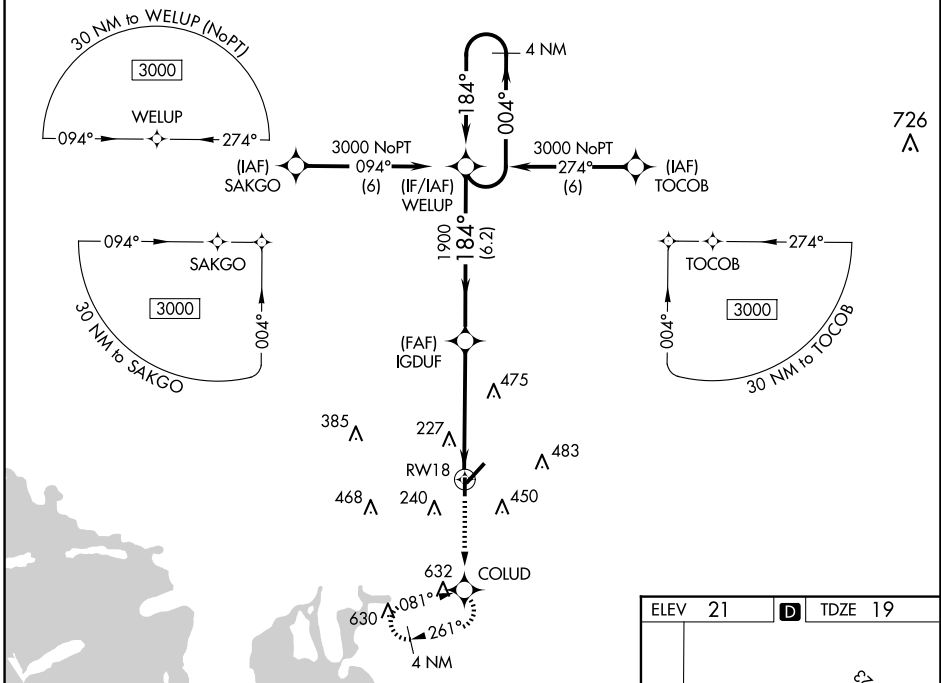 30 NM to WELUP (NoPT)
3000
WELUP
094°
274°
4 NM
184°
004°
726
3000 NoPT
094°
(6)
3000 NoPT
274°
(6)
(IAF)
SAKGO
(IF/IAF)
WELUP
(IAF)
TOCOB
1900
184°
(6.2)
094°
SAKGO
3000
004°
30 NM to SAKGO
274°
TOCOB
3000
004°
30 NM to TOCOB
(FAF)
IGDUF
475
385
227
483
RW18
468
240
450
632
COLUD
081°
630
261°
4 NM
ELEV 21 D TDZE 19